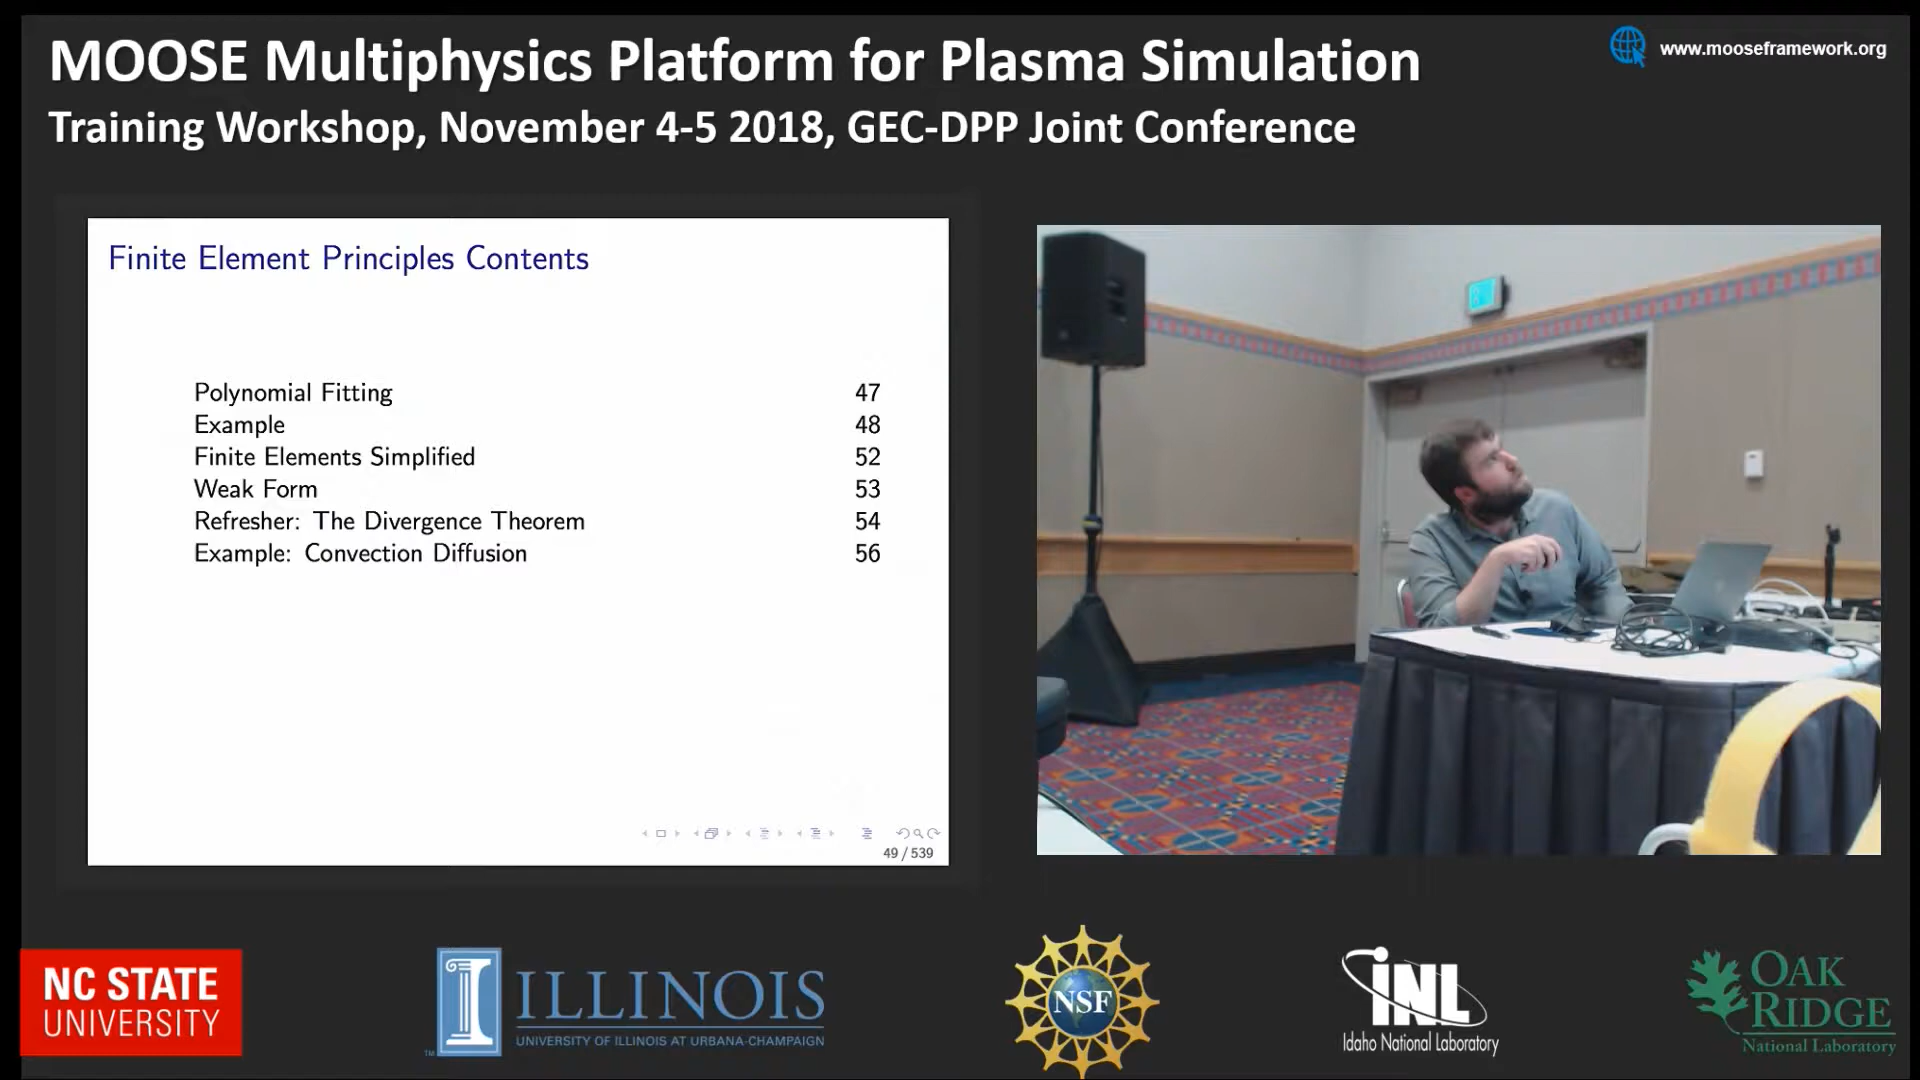 MOOSE Multiphysics Platform for Plasma Simulation
www.mooseframework.org
Training Workshop, November 4-5 2018, GEC-DPP Joint Conference
Finite Element Principles Contents
Polynomial Fitting 47
Example 48
Finite Elements Simplified 52
Weak Form 53
Refresher: The Divergence Theorem 54
Example: Convection Diffusion 56
49 / 539
NC STATE
UNIVERSITY
I ILLINOIS
UNIVERSITY OF ILLINOIS AT URBANA-CHAMPAIGN
TM
NSF
INL
Idaho National Laboratory
OAK
RIDGE
National Laboratory